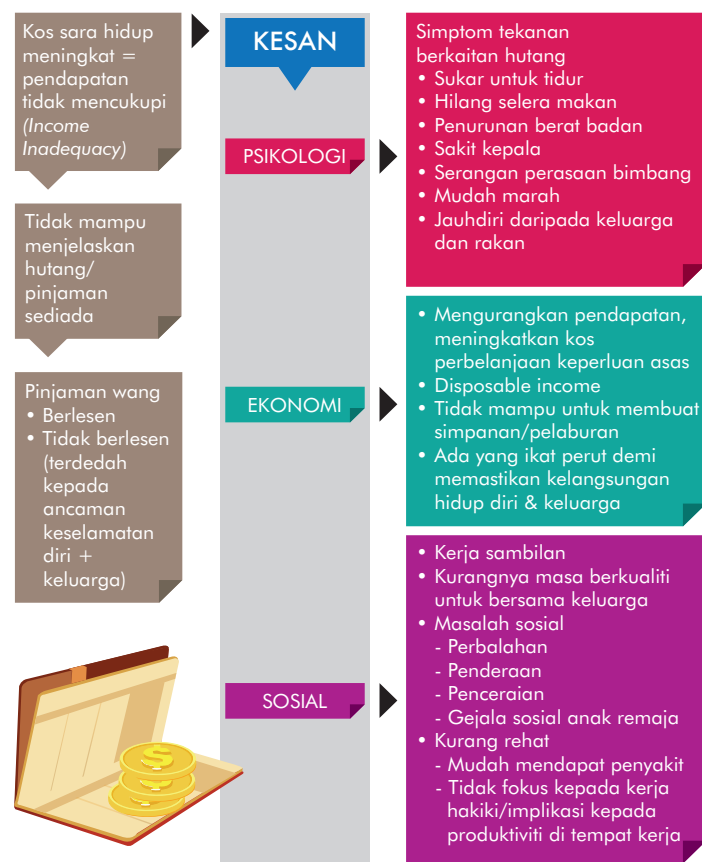 Kos sara hidup
meningkat =
pendapatan
tidak mencukupi
(Income
Inadequacy)
Tidak mampu
menjelaskan
hutang/
pinjaman
sediada
Pinjaman wang
• Berlesen
• Tidak berlesen
(terdedah
kepada
ancaman
keselamatan
diri +
keluarga)
KESAN
PSIKOLOGI
Simptom tekanan
berkaitan hutang
• Sukar untuk tidur
• Hilang selera makan
• Penurunan berat badan
• Sakit kepala
• Serangan perasaan bimbang
• Mudah marah
• Jauhdiri daripada keluarga
dan rakan
EKONOMI
• Mengurangkan pendapatan,
meningkatkan kos
perbelanjaan keperluan asas
• Disposable income
• Tidak mampu untuk membuat
simpanan/pelaburan
• Ada yang ikat perut demi
memastikan kelangsungan
hidup diri & keluarga
SOSIAL
• Kerja sambilan
• Kurangnya masa berkualiti
untuk bersama keluarga
• Masalah sosial
- Perbalahan
- Penderaan
- Penceraian
- Gejala sosial anak remaja
• Kurang rehat
- Mudah mendapat penyakit
- Tidak fokus kepada kerja
hakiki/implikasi kepada
produktiviti di tempat kerja
$